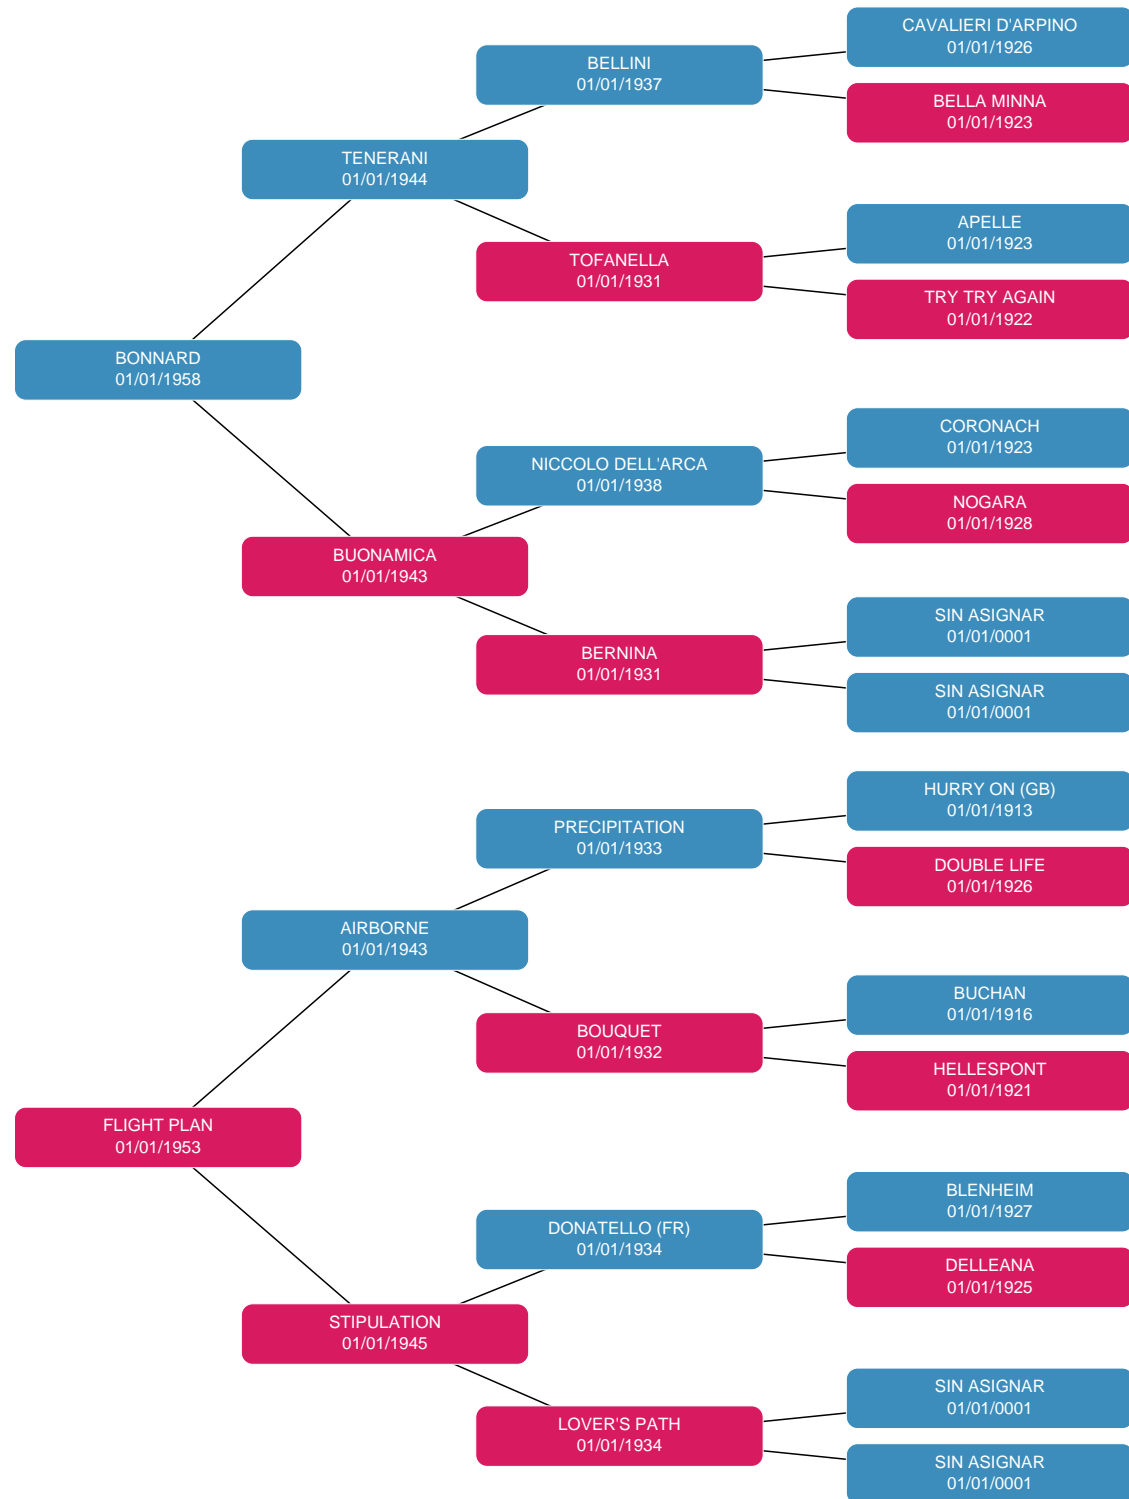 CAVALIERI D'ARPINO
01/01/1926
BELLINI
01/01/1937
BELLA MINNA
01/01/1923
TENERANI
01/01/1944
APELLE
01/01/1923
TOFANELLA
01/01/1931
TRY TRY AGAIN
01/01/1922
BONNARD
01/01/1958
CORONACH
01/01/1923
NICCOLO DELL'ARCA
01/01/1938
NOGARA
01/01/1928
BUONAMICA
01/01/1943
SIN ASIGNAR
01/01/0001
BERNINA
01/01/1931
SIN ASIGNAR
01/01/0001
HURRY ON (GB)
01/01/1913
PRECIPITATION
01/01/1933
DOUBLE LIFE
01/01/1926
AIRBORNE
01/01/1943
BUCHAN
01/01/1916
BOUQUET
01/01/1932
HELLESPONT
01/01/1921
FLIGHT PLAN
01/01/1953
BLENHEIM
01/01/1927
DONATELLO (FR)
01/01/1934
DELLEANA
01/01/1925
STIPULATION
01/01/1945
SIN ASIGNAR
01/01/0001
LOVER'S PATH
01/01/1934
SIN ASIGNAR
01/01/0001